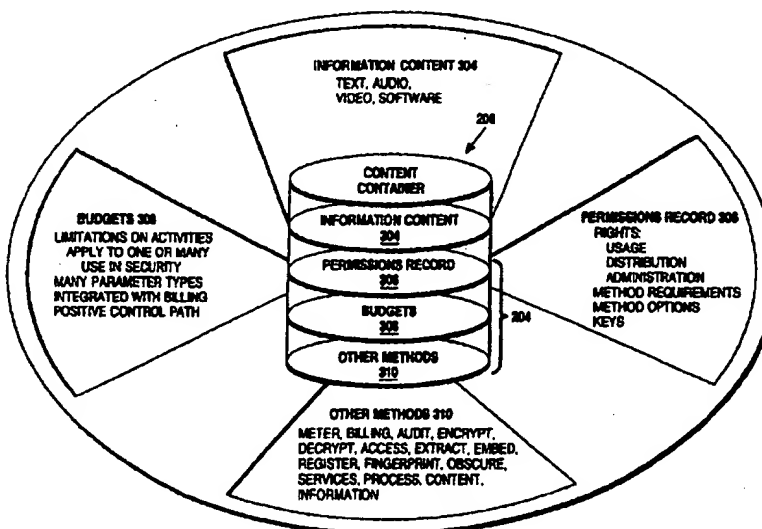 INFORMATION CONTENT 304
TEXT, AUDIO,
VIDEO, SOFTWARE
CONTENT
CONTAINER
INFORMATION CONTENT
304
PERMISSIONS RECORD
BUDGETS
308
OTHER METHODS
310
204
BUDGETS 308
LIMITATIONS ON ACTIVITIES
APPLY TO ONE OR MANY
USE IN SECURITY
MANY PARAMETER TYPES
INTEGRATED WITH BILLING
POSITIVE CONTROL PATH
PERMISSIONS RECORD
RIGHTS:
USAGE
DISTRIBUTION
ADMINISTRATION
METHOD REQUIREMENTS
METHOD OPTIONS
KEYS
OTHER METHODS 310
METER, BILLING, AUDIT, ENCRYPT,
DECRYPT, ACCESS, EXTRACT, EMBED,
REGISTER, FINGERPRINT, OBSCURE,
SERVICES, PROCESS, CONTENT,
INFORMATION